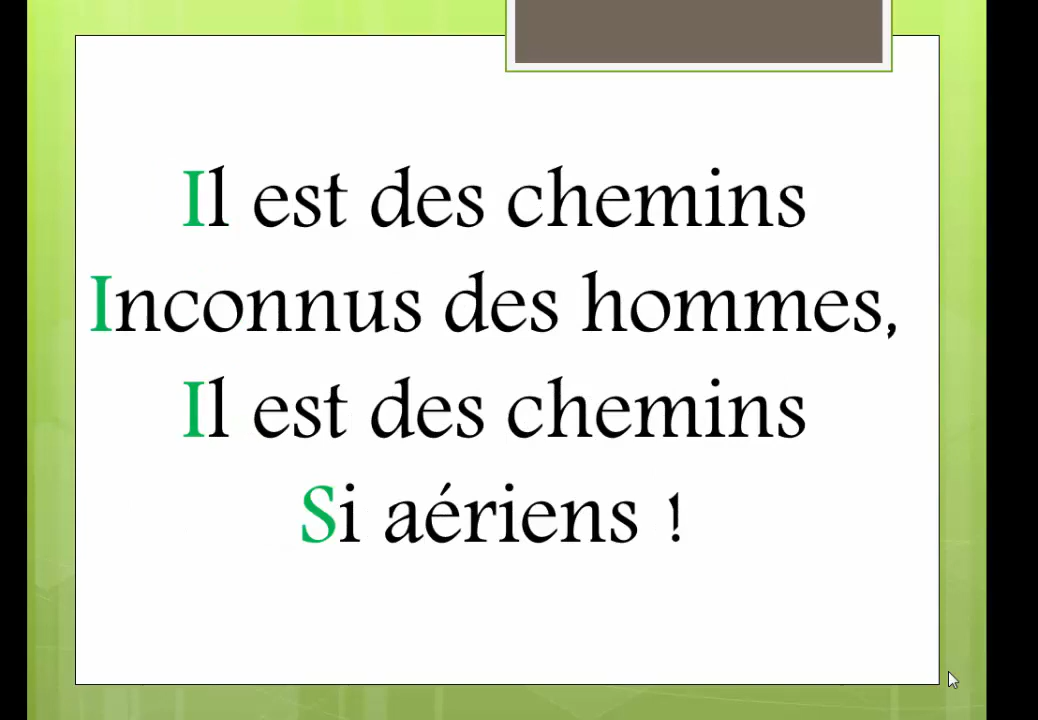 Il est des chemins
Inconnus des hommes,
Il est des chemins
Si aériens !